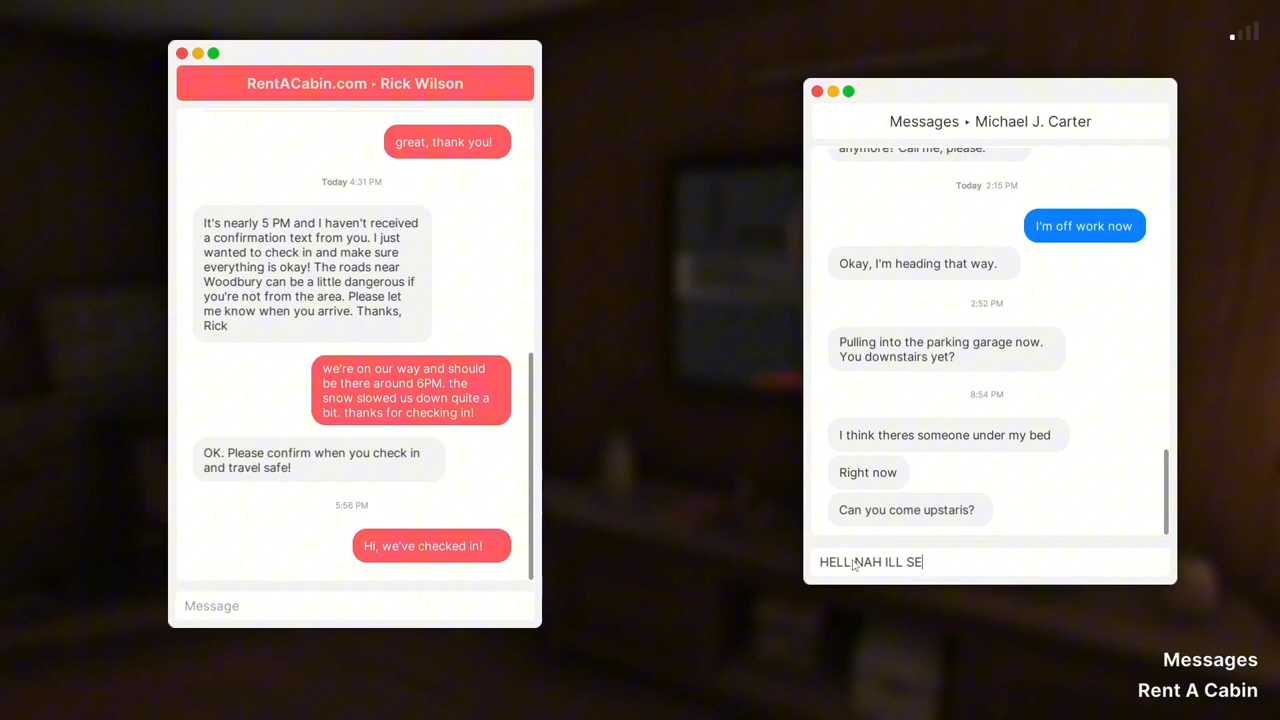 RentACabin.com ‣ Rick Wilson
great, thank you!
Today 4:31 PM
It's nearly 5 PM and I haven't received
a confirmation text from you. I just
wanted to check in and make sure
everything is okay! The roads near
Woodbury can be a little dangerous if
you're not from the area. Please let
me know when you arrive. Thanks,
Rick
we're on our way and should
be there around 6PM. the
snow slowed us down quite a
bit. thanks for checking in!
OK. Please confirm when you check in
and travel safe!
5:56 PM
Hi, we've checked in!
Message
Messages ‣ Michael J. Carter
anymore? Call me, please.
Today 2:15 PM
I'm off work now
Okay, I'm heading that way.
2:52 PM
Pulling into the parking garage now.
You downstairs yet?
8:54 PM
I think theres someone under my bed
Right now
Can you come upstaris?
HELL NAH ILL SE
Messages
Rent A Cabin